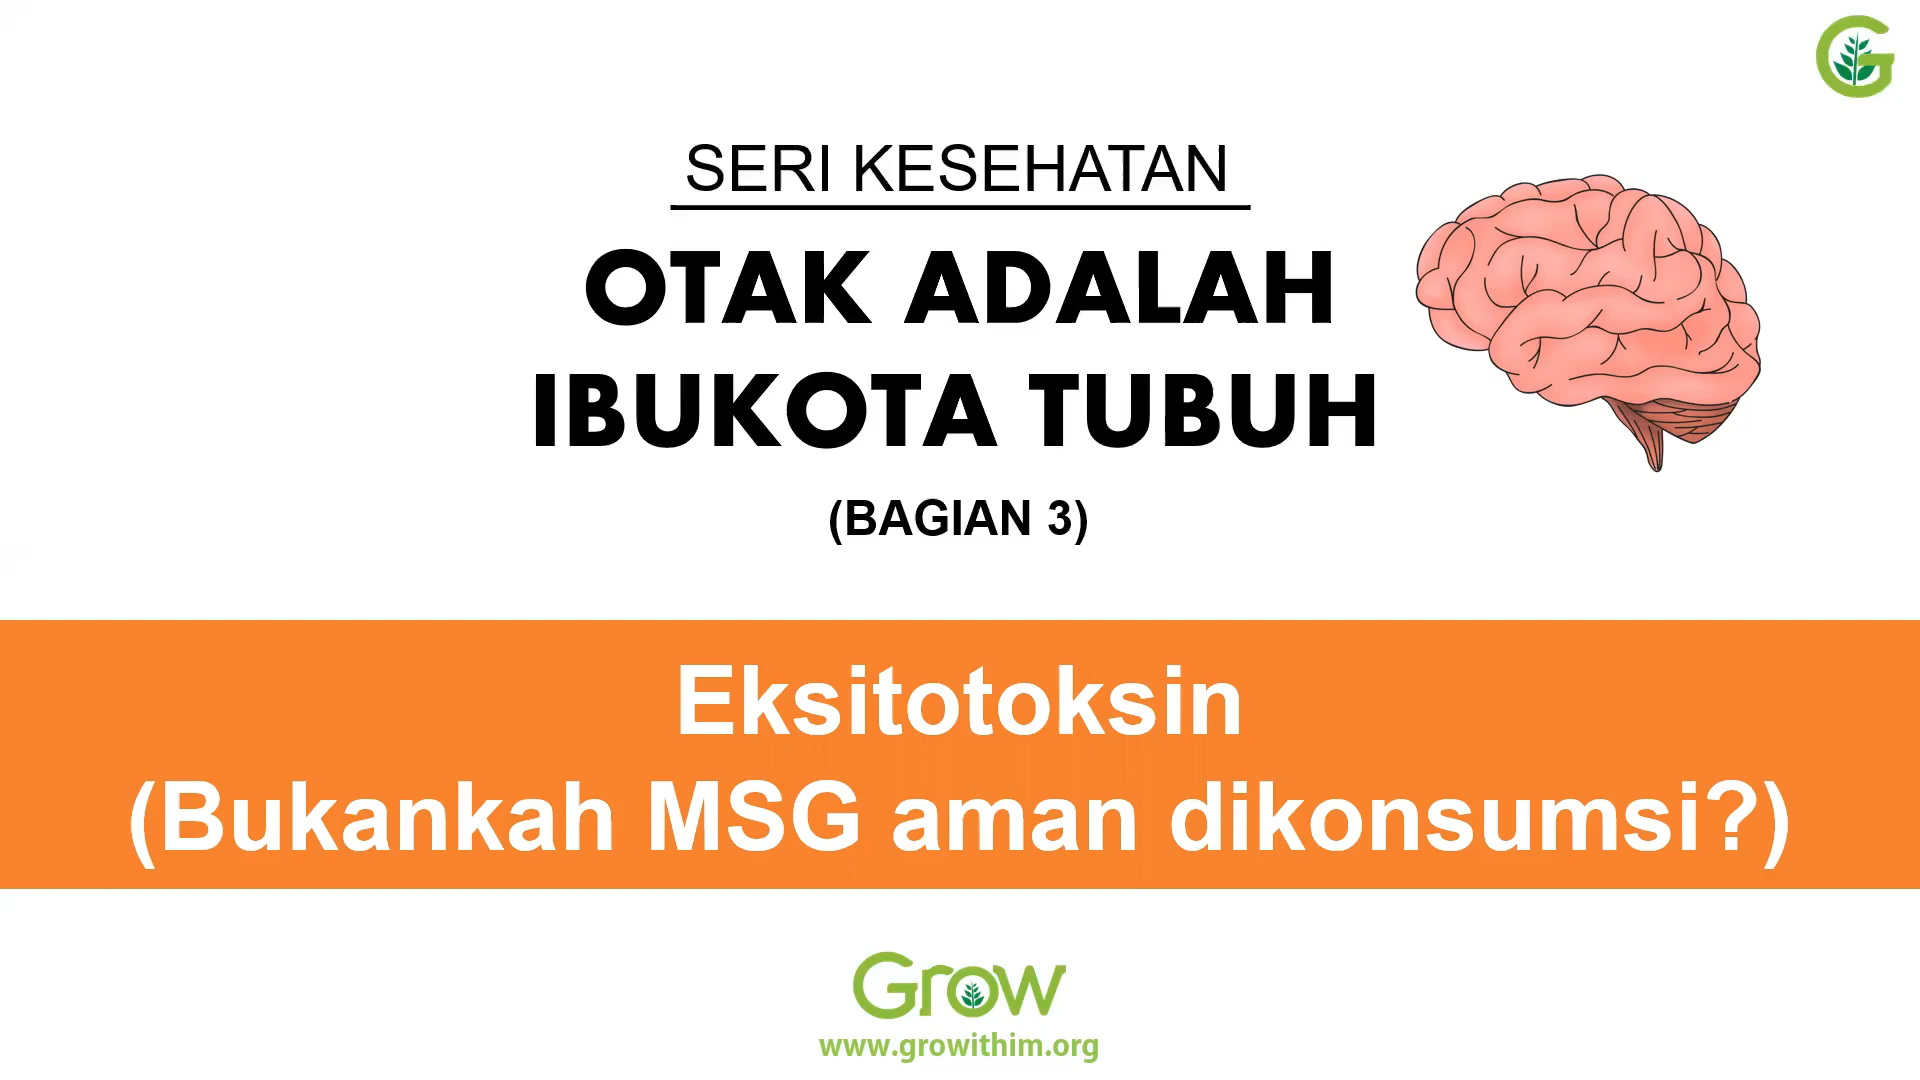 SERI KESEHATAN
OTAK ADALAH
IBUKOTA TUBUH
(BAGIAN 3)
Eksitotoksin
(Bukankah MSG aman dikonsumsi?)
Grow
www.growithim.org